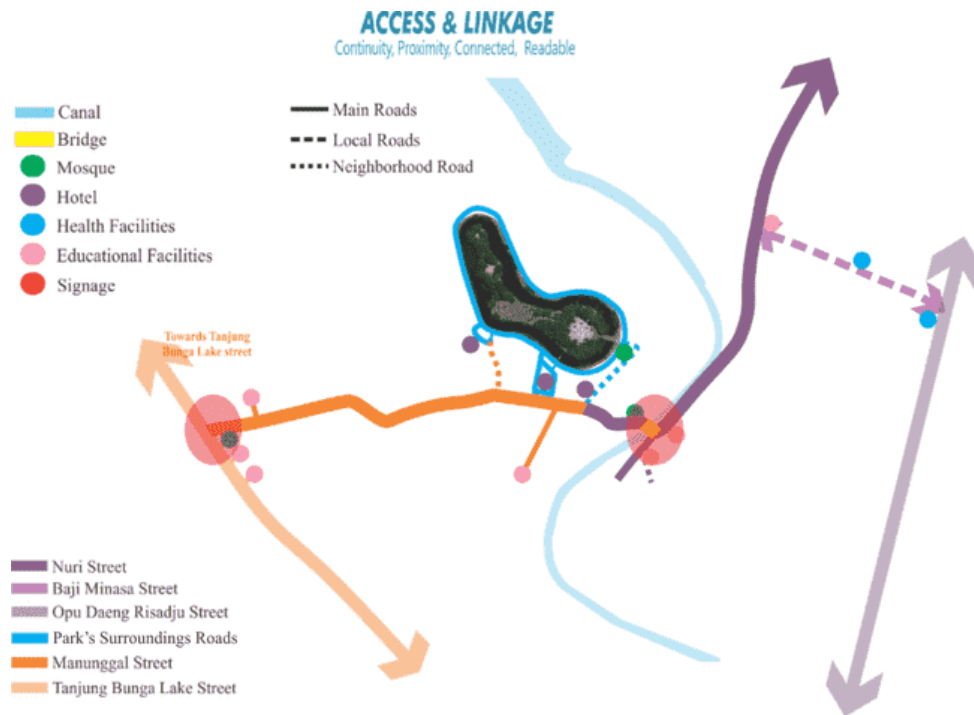 ACCESS & LINKAGE
Continuity, Proximity, Connected, Readable
Canal
Bridge
Mosque
Hotel
Health Facilities
Educational Facilities
Signage
Main Roads
Local Roads
Neighborhood Road
Towards Tanjung
Bunga Lake street
Nuri Street
Baji Minasa Street
Opu Daeng Risadju Street
Park's Surroundings Roads
Manunggal Street
Tanjung Bunga Lake Street